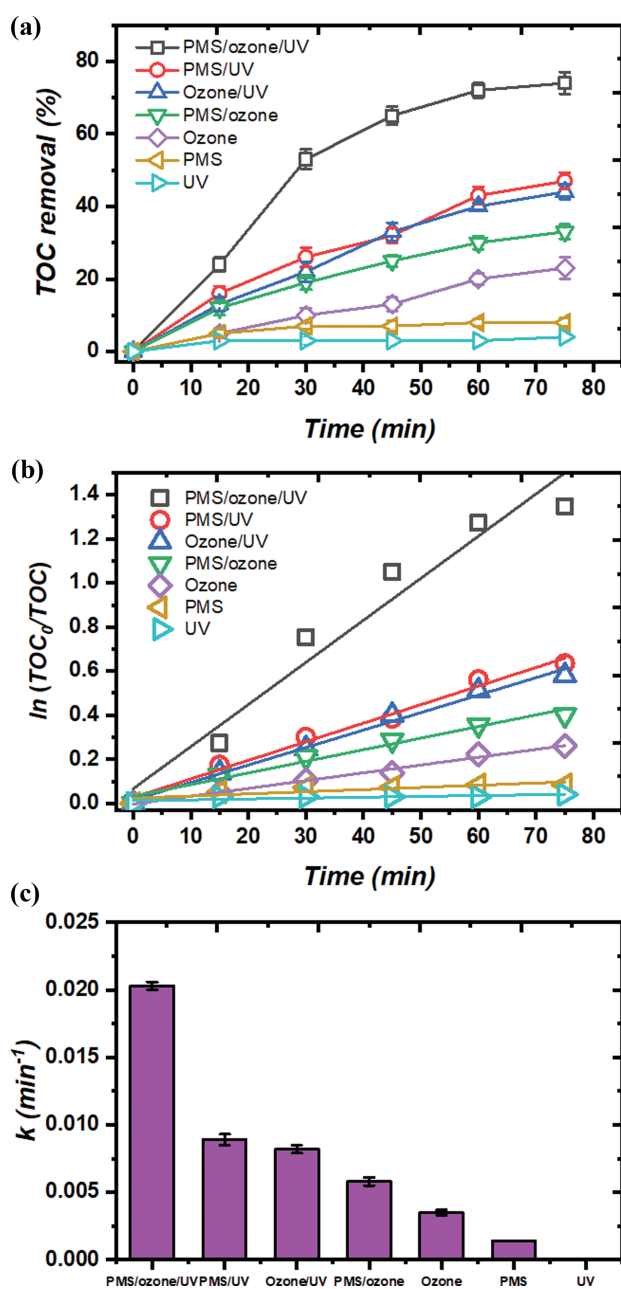 (a)
PMS/ozone/UV
PMS/UV
Ozone/UV
PMS/ozone
Ozone
PMS
UV
TOC removal (%)
80
60
40
20
0
0 10 20 30 40 50 60 70 80
Time (min)
(b)
PMS/ozone/UV
PMS/UV
Ozone/UV
PMS/ozone
Ozone
PMS
UV
ln (TOC0/TOC)
1.4
1.2
1.0
0.8
0.6
0.4
0.2
0.0
0 10 20 30 40 50 60 70 80
Time (min)
(c)
k (min-1)
0.025
0.020
0.015
0.010
0.005
0.000
PMS/ozone/UV PMS/UV Ozone/UV PMS/ozone Ozone PMS UV